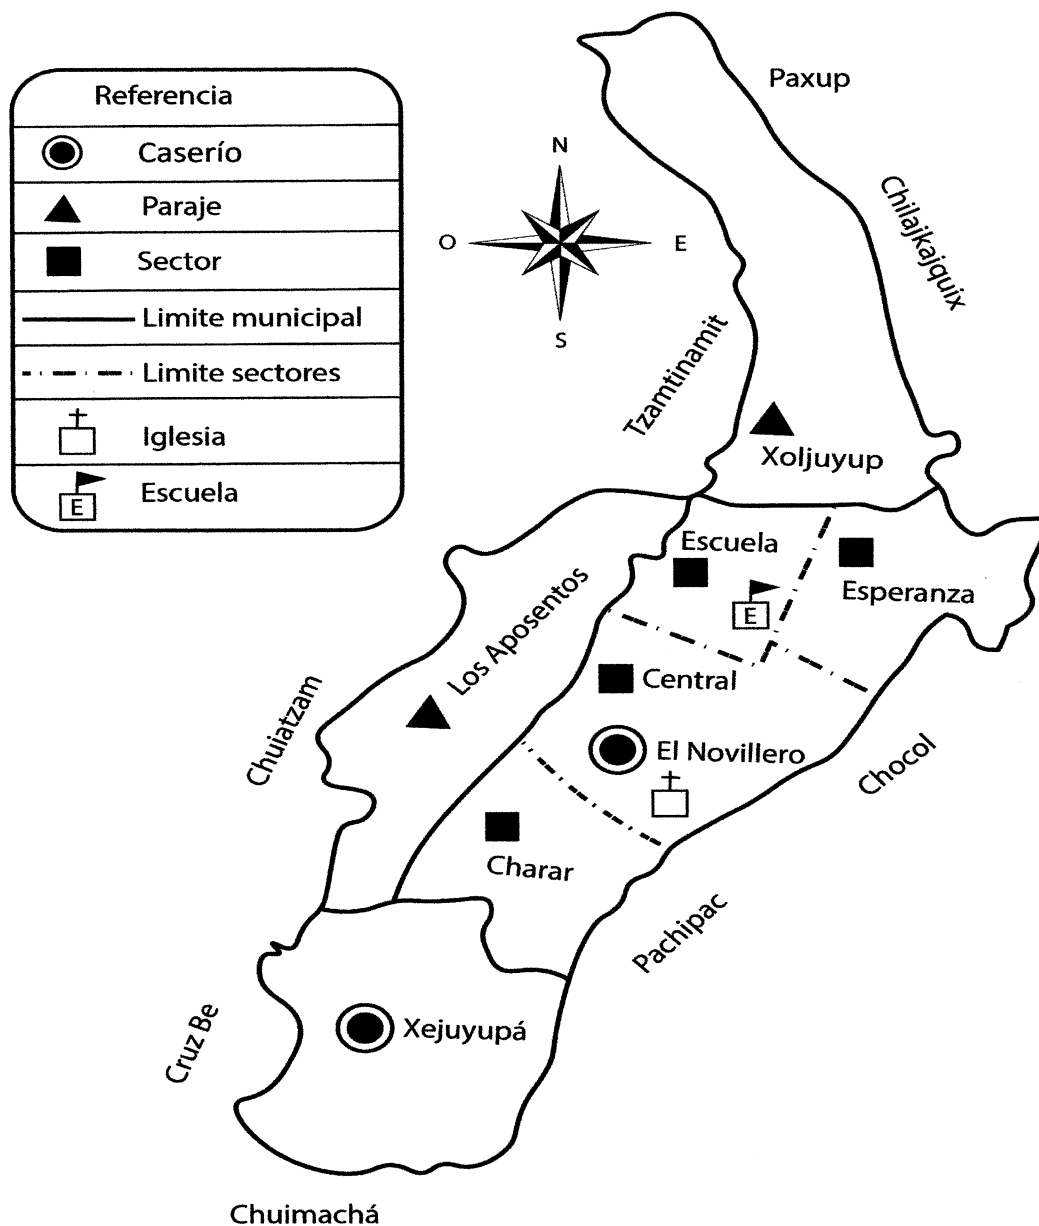 Referencia
Caserío
Paraje
Sector
Limite municipal
Limite sectores
Iglesia
E
Escuela
N
O
E
S
Paxup
Chilajkajquix
Tzamtinamit
Xoljuyup
Escuela
E
Esperanza
Los Aposentos
Central
Chuiatzam
El Novillero
Chocol
Charar
Pachipac
Xejuyupá
Cruz Be
Chuimachá